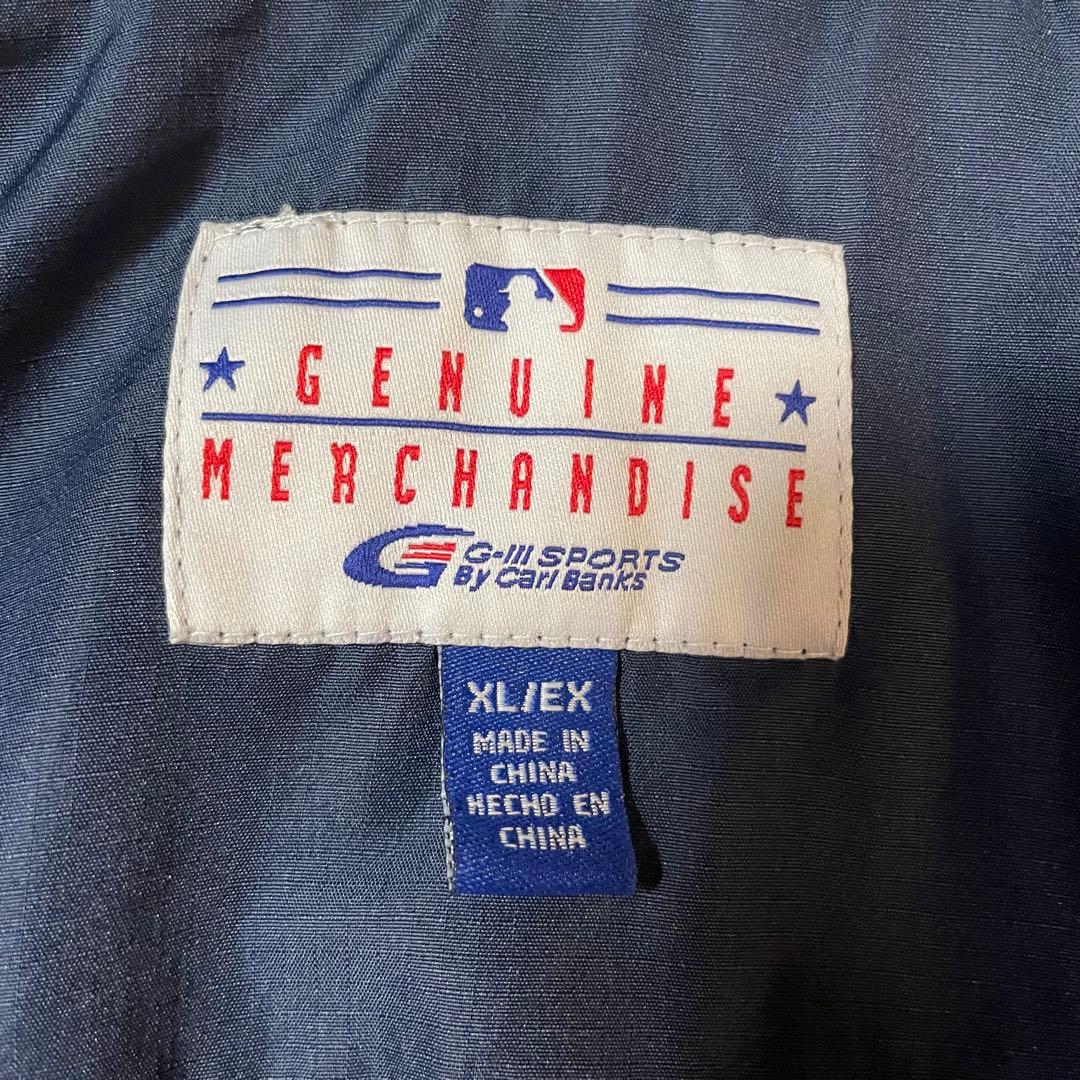 GENUINE
MERCHANDISE
G-III SPORTS
By Carl Banks
XL/EX
MADE IN
CHINA
HECHO EN
CHINA